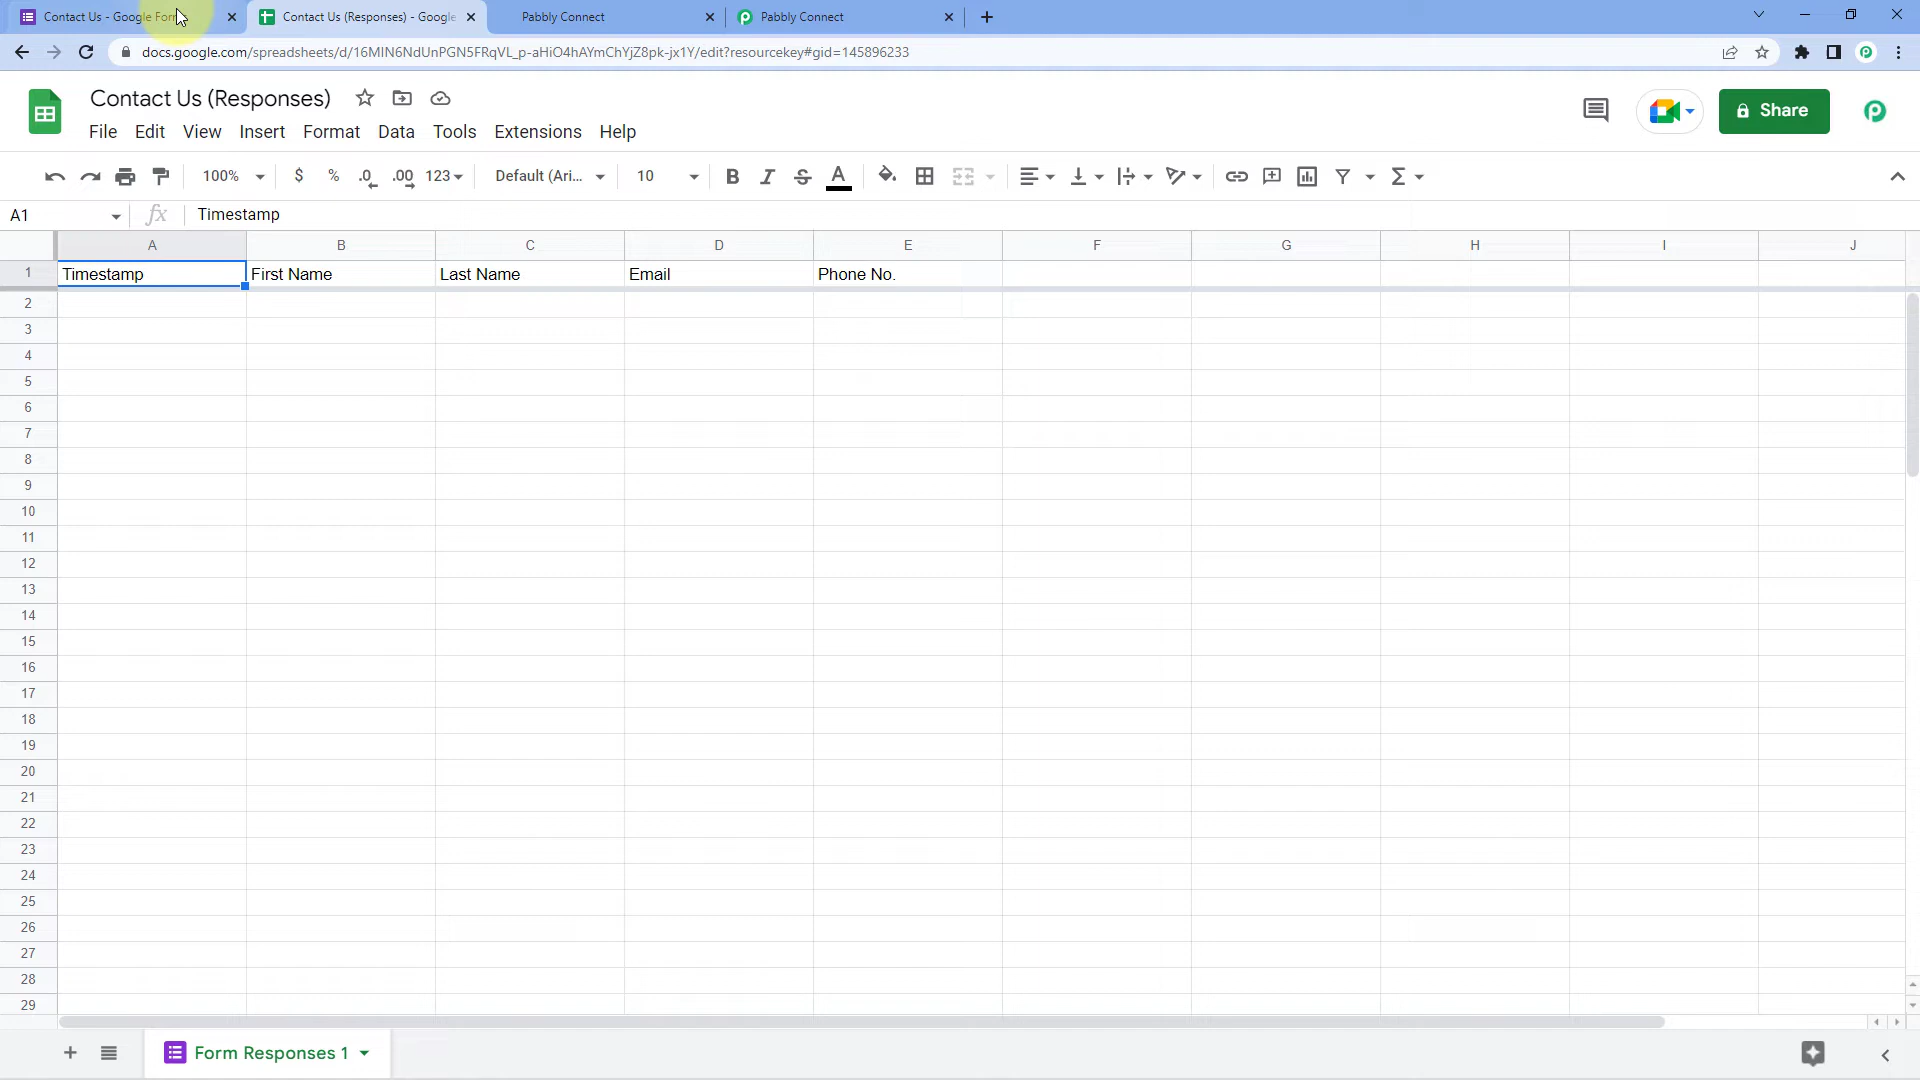 Contact Us - Google Form
Contact Us (Responses) - Google
Pabbly Connect
Pabbly Connect
docs.google.com/spreadsheets/d/16MIN6NdUnPGN5FRqVL_p-aHiO4hAYmChYjZ8pk-jx1Y/edit?resourcekey#gid=145896233
Contact Us (Responses)
File Edit View Insert Format Data Tools Extensions Help
Share
100% $ % .0 .00 123 Default (Ari... 10 B I S A
A1 fx Timestamp
A B C D E F G H I J
1 Timestamp First Name Last Name Email Phone No.
2
3
4
5
6
7
8
9
10
11
12
13
14
15
16
17
18
19
20
21
22
23
24
25
26
27
28
29
Form Responses 1